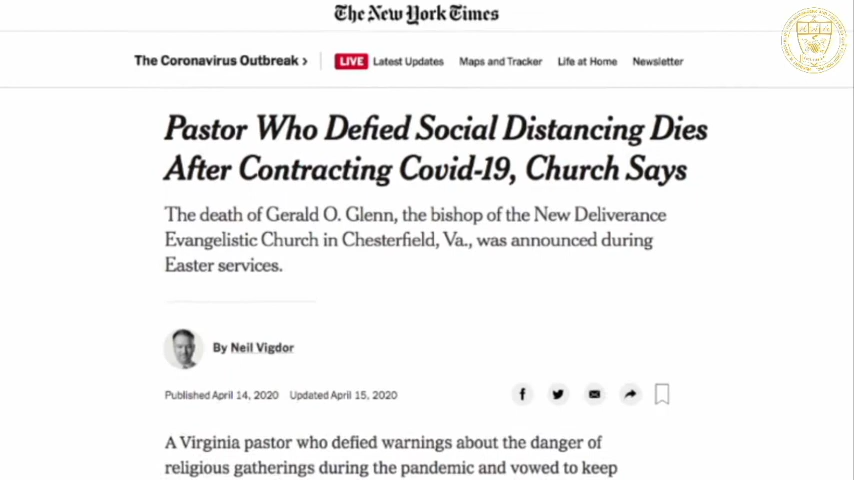 The New York Times
The Coronavirus Outbreak >
LIVE Latest Updates Maps and Tracker Life at Home Newsletter
Pastor Who Defied Social Distancing Dies
After Contracting Covid-19, Church Says
The death of Gerald O. Glenn, the bishop of the New Deliverance
Evangelistic Church in Chesterfield, Va., was announced during
Easter services.
By Neil Vigdor
Published April 14, 2020 Updated April 15, 2020
A Virginia pastor who defied warnings about the danger of
religious gatherings during the pandemic and vowed to keep